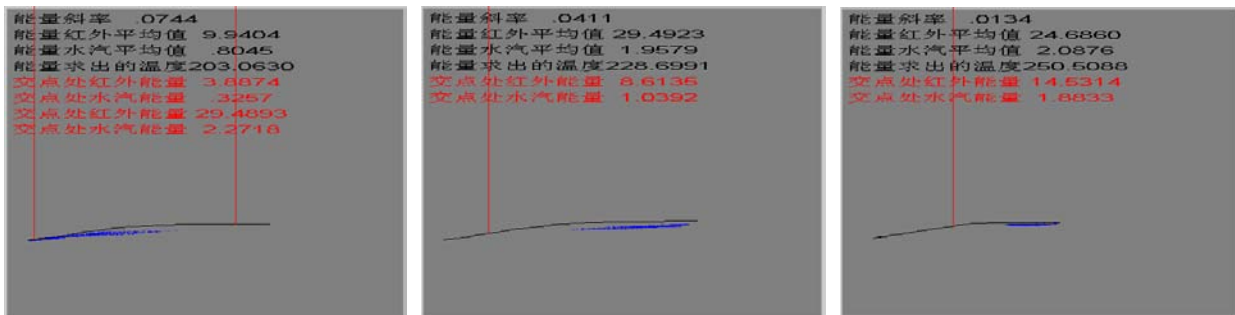 能量斜率 .0744
能量红外平均值 9.9404
能量水汽平均值 .8045
能量求出的温度203.0630
交点处红外能量 3.8874
交点处水汽能量 .3257
交点处红外能量 29.4893
交点处水汽能量 2.2718
能量斜率 .0411
能量红外平均值 29.4923
能量水汽平均值 1.9579
能量求出的温度228.6991
交点处红外能量 8.6135
交点处水汽能量 1.0392
能量斜率 .0134
能量红外平均值 24.6860
能量水汽平均值 2.0876
能量求出的温度250.5088
交点处红外能量 14.5314
交点处水汽能量 1.8833